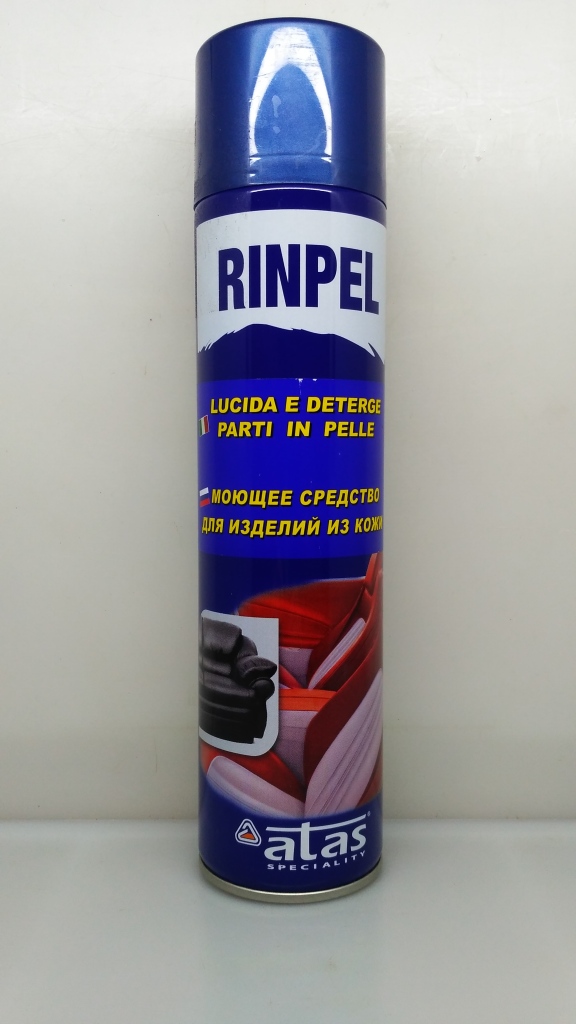 RINPEL
LUCIDA E DETERGE
PARTI IN PELLE
МОЮЩЕЕ СРЕДСТВО
ДЛЯ ИЗДЕЛИЙ ИЗ КОЖИ
atas®
SPECIALITY